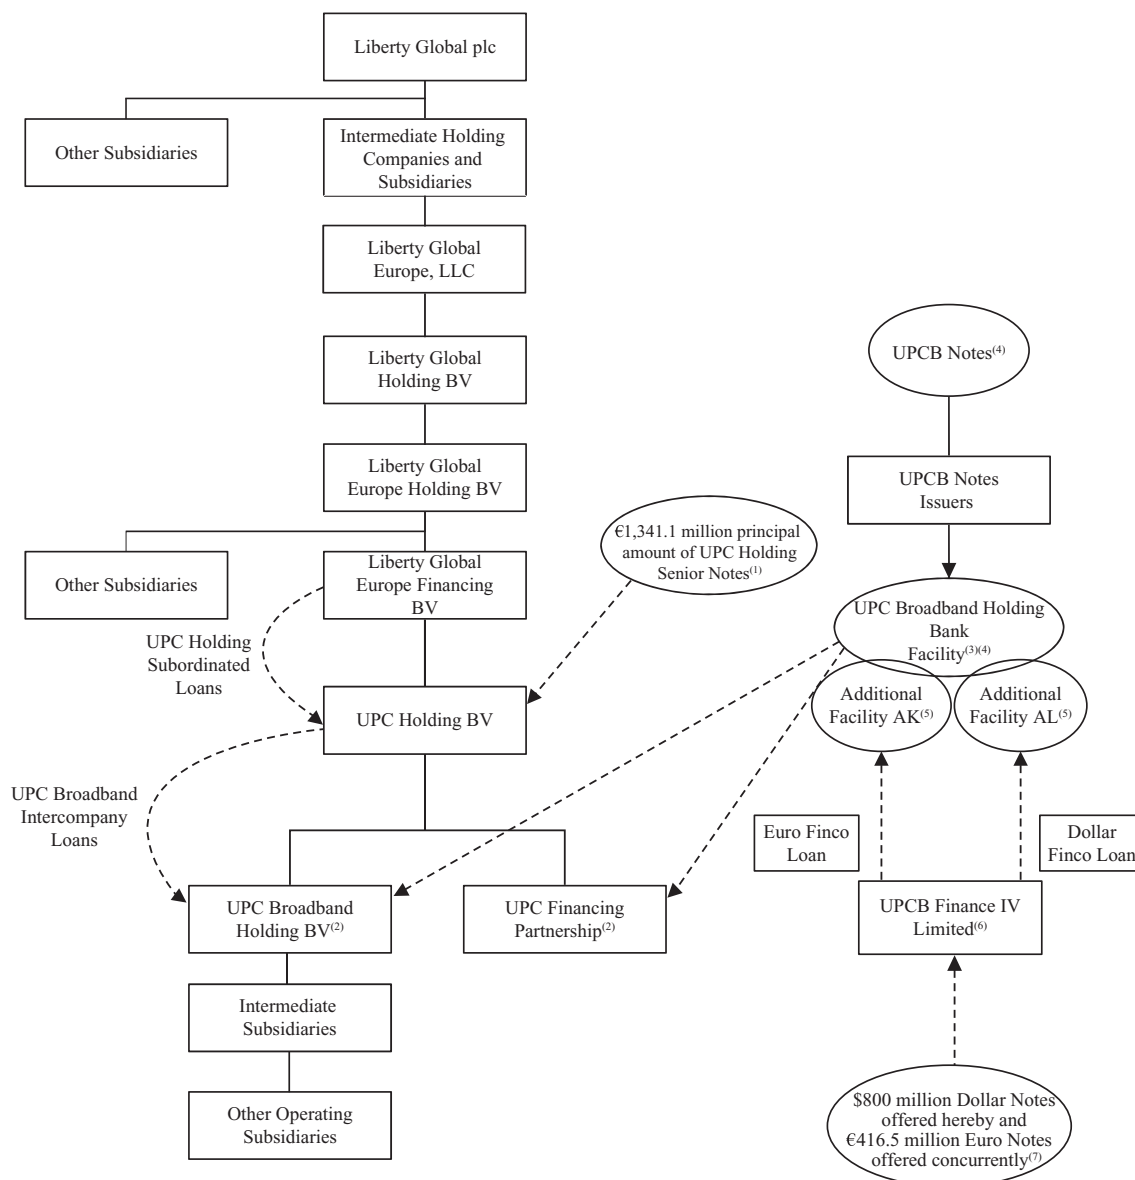 Liberty Global plc
Other Subsidiaries
Intermediate Holding
Companies and
Subsidiaries
Liberty Global
Europe, LLC
Liberty Global
Holding BV
UPCB Notes(4)
Liberty Global
Europe Holding BV
UPCB Notes
Issuers
€1,341.1 million principal
amount of UPC Holding
Senior Notes(1)
Other Subsidiaries
Liberty Global
Europe Financing
BV
UPC Holding
Subordinated
Loans
UPC Broadband Holding
Bank
Facility(3)(4)
Additional
Facility AK(5)
Additional
Facility AL(5)
UPC Holding BV
UPC Broadband
Intercompany
Loans
Euro Finco
Loan
Dollar
Finco Loan
UPC Broadband
Holding BV(2)
UPC Financing
Partnership(2)
UPCB Finance IV
Limited(6)
Intermediate
Subsidiaries
Other Operating
Subsidiaries
$800 million Dollar Notes
offered hereby and
€416.5 million Euro Notes
offered concurrently(7)